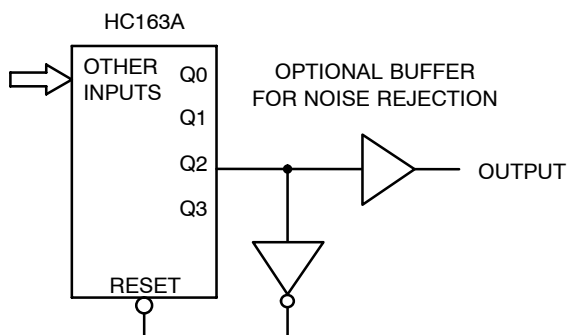 HC163A
OTHER
INPUTS
Q0
Q1
Q2
Q3
RESET
OPTIONAL BUFFER
FOR NOISE REJECTION
OUTPUT